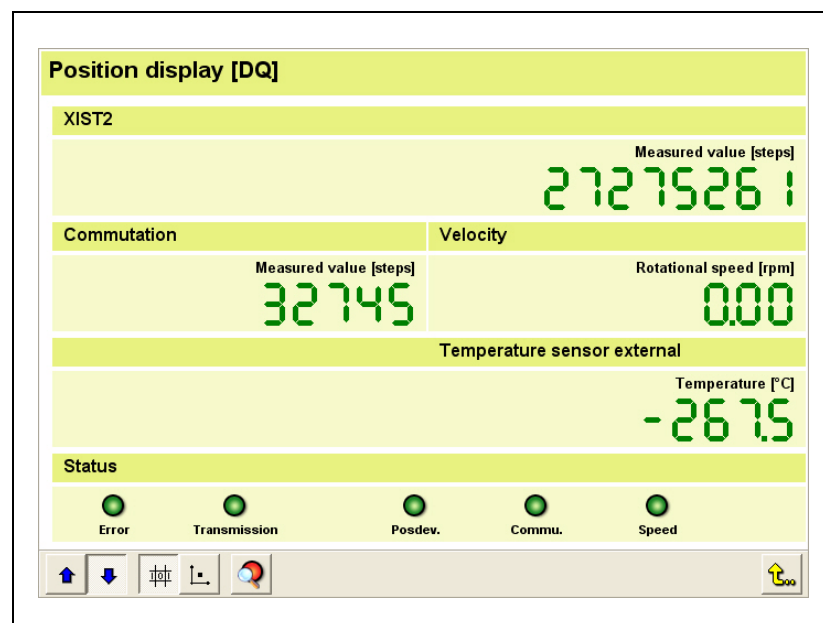 Position display [DQ]
XIST2
Measured value [steps]
27275261
Commutation Velocity
Measured value [steps] Rotational speed [rpm]
32745 0.00
Temperature sensor external
Temperature [°C]
-267.5
Status
Error Transmission Posdev. Commu. Speed